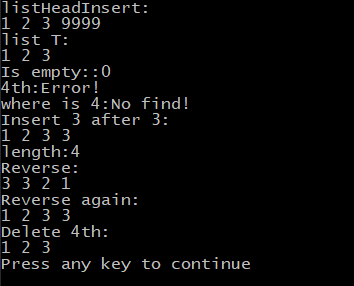 listHeadInsert:
1 2 3 9999
list T:
1 2 3
Is empty::0
4th:Error!
where is 4:No find!
Insert 3 after 3:
1 2 3 3
length:4
Reverse:
3 3 2 1
Reverse again:
1 2 3 3
Delete 4th:
1 2 3
Press any key to continue